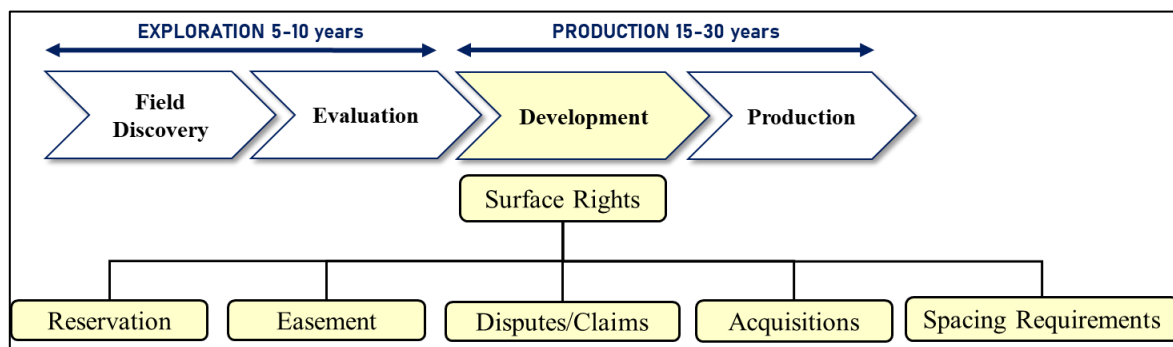 EXPLORATION 5-10 years
PRODUCTION 15-30 years
Field
Discovery
Evaluation
Development
Production
Surface Rights
Reservation
Easement
Disputes/Claims
Acquisitions
Spacing Requirements